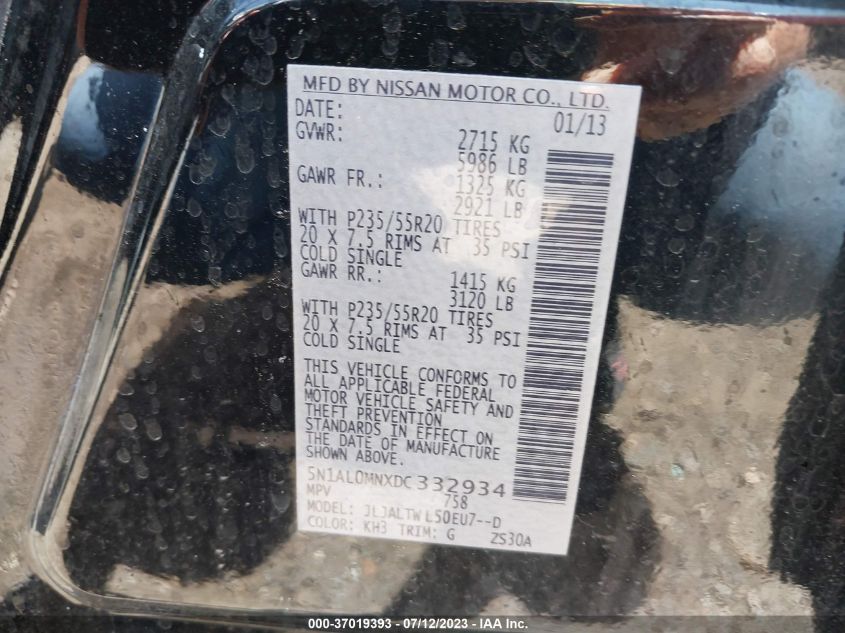 MFD BY NISSAN MOTOR CO., LTD.
DATE: 01/13
GVWR: 2715 KG
5986 LB
GAWR FR.: 1325 KG
2921 LB
WITH P235/55R20 TIRES
20 X 7.5 RIMS AT 35 PSI
COLD SINGLE
GAWR RR.: 1415 KG
3120 LB
WITH P235/55R20 TIRES
20 X 7.5 RIMS AT 35 PSI
COLD SINGLE
THIS VEHICLE CONFORMS TO
ALL APPLICABLE FEDERAL
MOTOR VEHICLE SAFETY AND
THEFT PREVENTION
STANDARDS IN EFFECT ON
THE DATE OF MANUFACTURE
SHOWN ABOVE.
5N1AL0MNXDC332934
MPV 758
MODEL: JLJALTWL50EU7--D
COLOR: KH3 TRIM: G ZS30A
000-37019393 - 07/12/2023 - © IAA Inc.